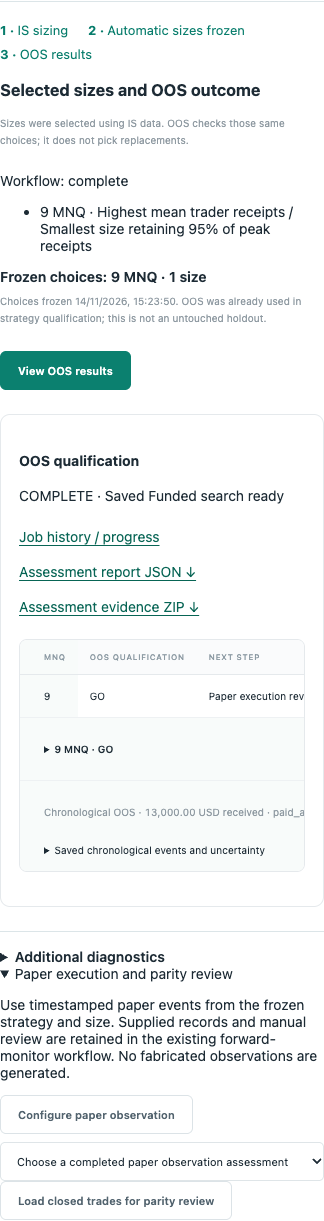 1 · IS sizing 2 · Automatic sizes frozen
3 · OOS results
Selected sizes and OOS outcome
Sizes were selected using IS data. OOS checks those same
choices; it does not pick replacements.
Workflow: complete
• 9 MNQ · Highest mean trader receipts /
Smallest size retaining 95% of peak
receipts
Frozen choices: 9 MNQ · 1 size
Choices frozen 14/11/2026, 15:23:50. OOS was already used in
strategy qualification; this is not an untouched holdout.
View OOS results
OOS qualification
COMPLETE · Saved Funded search ready
Job history / progress
Assessment report JSON ↓
Assessment evidence ZIP ↓
MNQ OOS QUALIFICATION NEXT STEP
9 GO Paper execution rev
▶ 9 MNQ · GO
Chronological OOS · 13,000.00 USD received · paid_a
▶ Saved chronological events and uncertainty
▶ Additional diagnostics
▼ Paper execution and parity review
Use timestamped paper events from the frozen
strategy and size. Supplied records and manual
review are retained in the existing forward-
monitor workflow. No fabricated observations are
generated.
Configure paper observation
Choose a completed paper observation assessment
Load closed trades for parity review